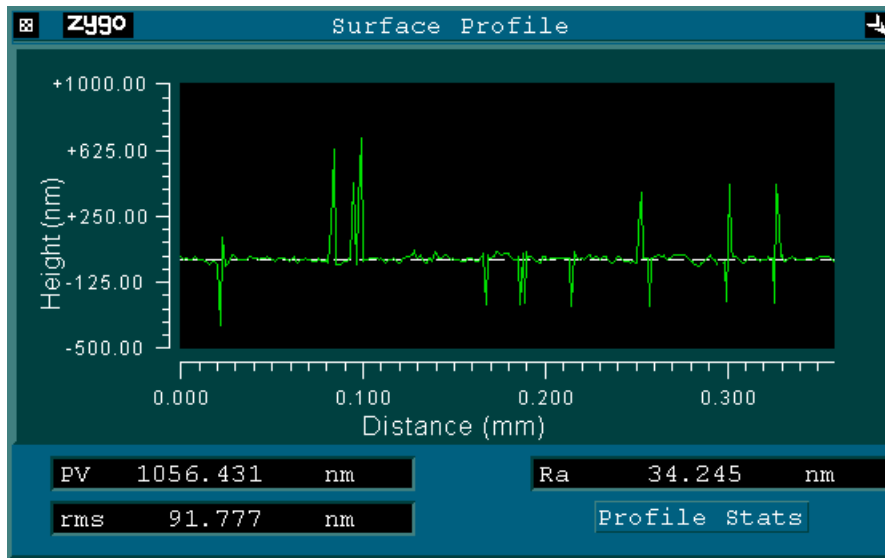 zygo Surface Profile
+1000.00
+625.00
+250.00
-125.00
-500.00
Height (nm)
0.000 0.100 0.200 0.300
Distance (mm)
PV 1056.431 nm Ra 34.245 nm
rms 91.777 nm Profile Stats